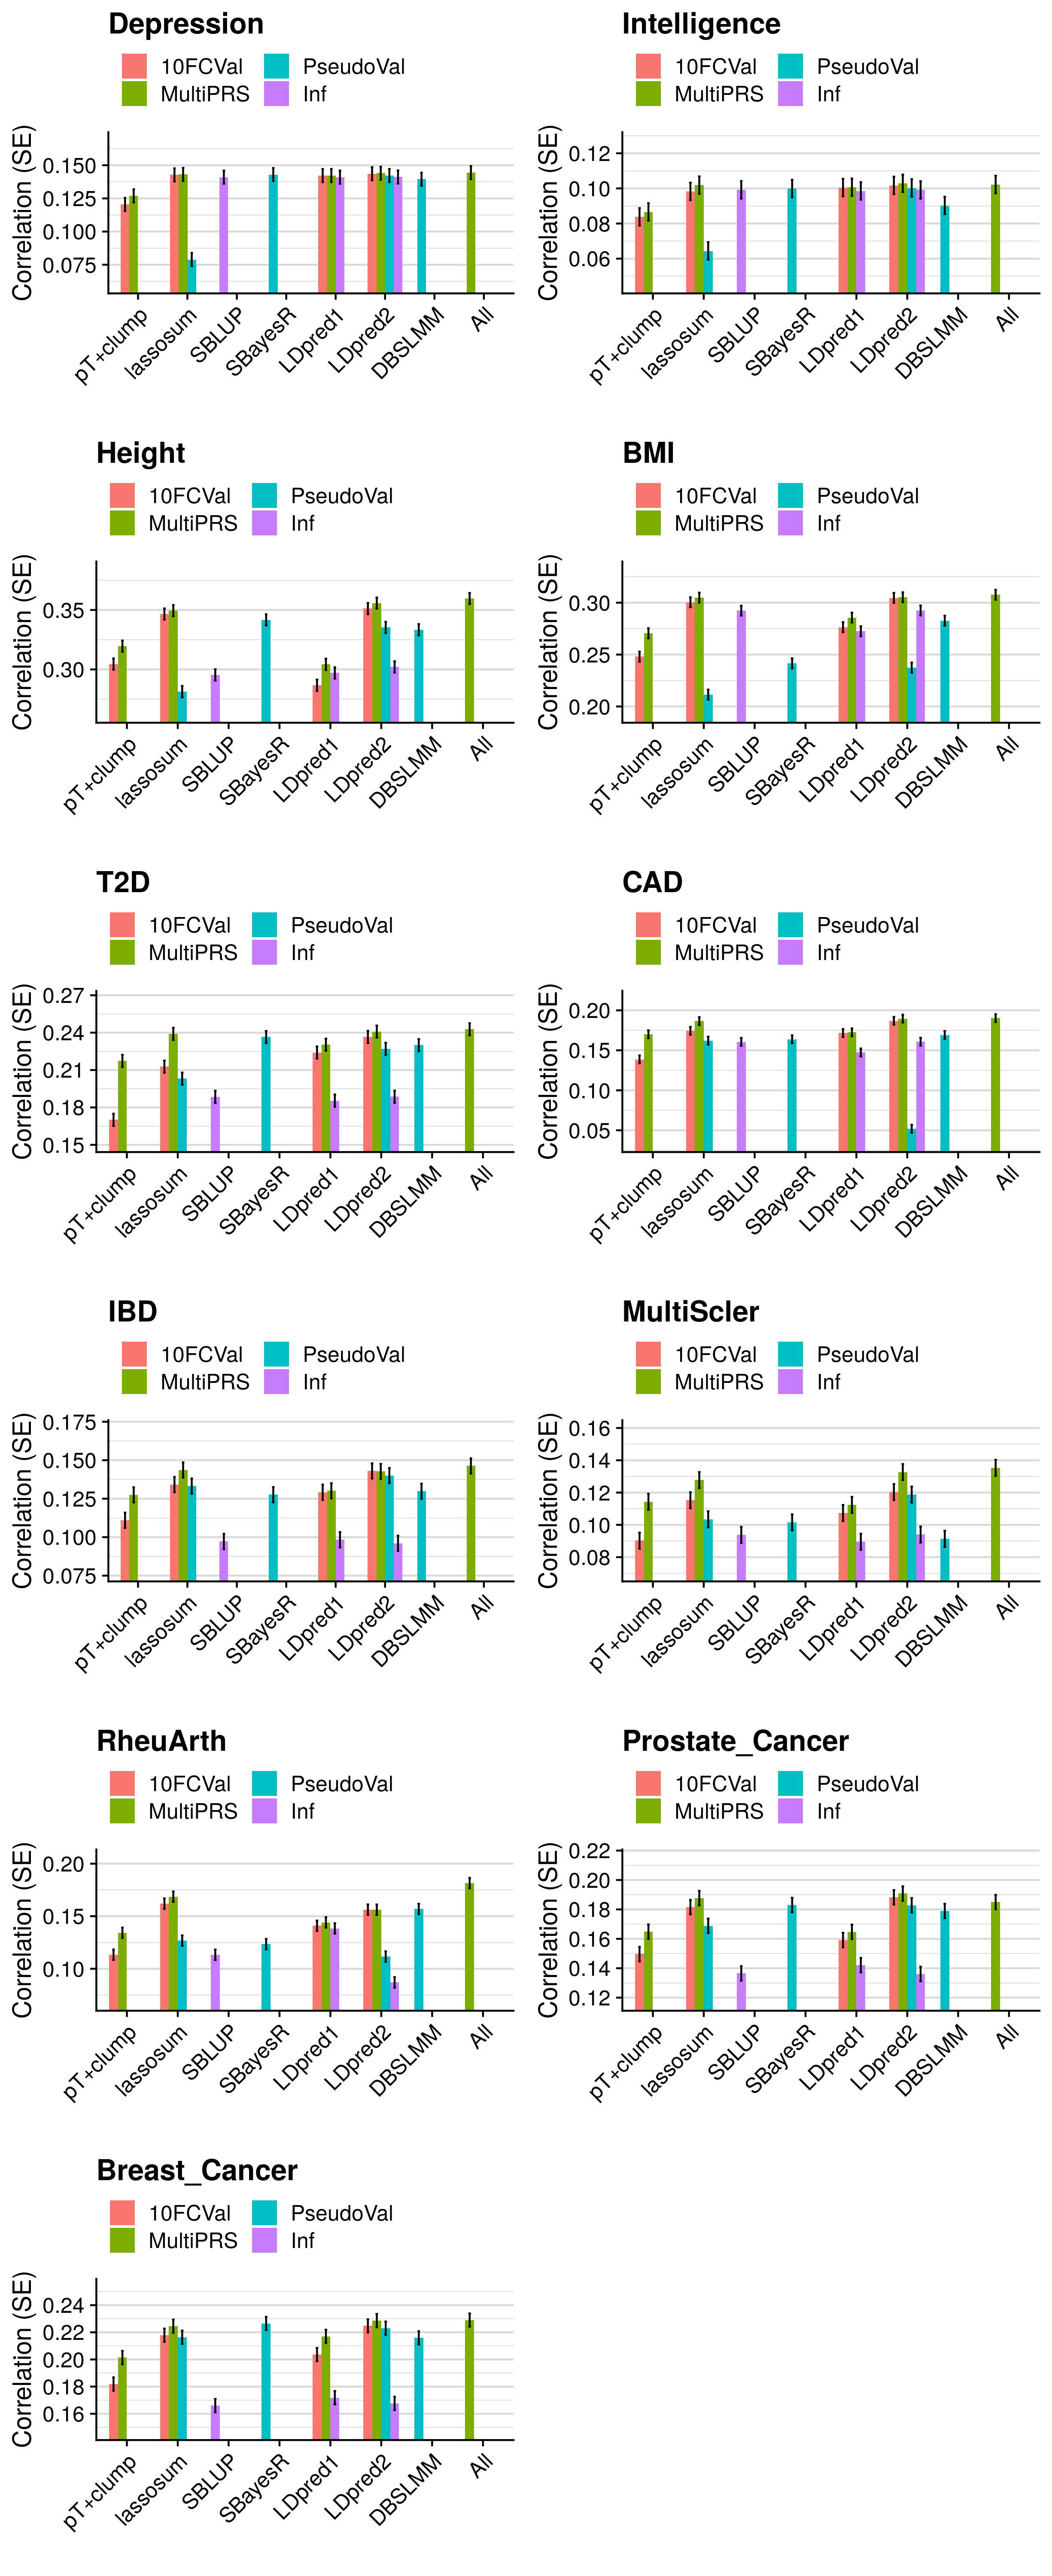 Depression
10FCVal PseudoVal
MultiPRS Inf
Correlation (SE)
0.150
0.125
0.100
0.075
pT+clump lassosum SBLUP SBayesR LDpred1 LDpred2 DBSLMM All
Intelligence
10FCVal PseudoVal
MultiPRS Inf
Correlation (SE)
0.12
0.10
0.08
0.06
pT+clump lassosum SBLUP SBayesR LDpred1 LDpred2 DBSLMM All
Height
10FCVal PseudoVal
MultiPRS Inf
Correlation (SE)
0.35
0.30
pT+clump lassosum SBLUP SBayesR LDpred1 LDpred2 DBSLMM All
BMI
10FCVal PseudoVal
MultiPRS Inf
Correlation (SE)
0.30
0.25
0.20
pT+clump lassosum SBLUP SBayesR LDpred1 LDpred2 DBSLMM All
T2D
10FCVal PseudoVal
MultiPRS Inf
Correlation (SE)
0.27
0.24
0.21
0.18
0.15
pT+clump lassosum SBLUP SBayesR LDpred1 LDpred2 DBSLMM All
CAD
10FCVal PseudoVal
MultiPRS Inf
Correlation (SE)
0.20
0.15
0.10
0.05
pT+clump lassosum SBLUP SBayesR LDpred1 LDpred2 DBSLMM All
IBD
10FCVal PseudoVal
MultiPRS Inf
Correlation (SE)
0.175
0.150
0.125
0.100
0.075
pT+clump lassosum SBLUP SBayesR LDpred1 LDpred2 DBSLMM All
MultiScler
10FCVal PseudoVal
MultiPRS Inf
Correlation (SE)
0.16
0.14
0.12
0.10
0.08
pT+clump lassosum SBLUP SBayesR LDpred1 LDpred2 DBSLMM All
RheuArth
10FCVal PseudoVal
MultiPRS Inf
Correlation (SE)
0.20
0.15
0.10
pT+clump lassosum SBLUP SBayesR LDpred1 LDpred2 DBSLMM All
Prostate_Cancer
10FCVal PseudoVal
MultiPRS Inf
Correlation (SE)
0.22
0.20
0.18
0.16
0.14
0.12
pT+clump lassosum SBLUP SBayesR LDpred1 LDpred2 DBSLMM All
Breast_Cancer
10FCVal PseudoVal
MultiPRS Inf
Correlation (SE)
0.24
0.22
0.20
0.18
0.16
pT+clump lassosum SBLUP SBayesR LDpred1 LDpred2 DBSLMM All